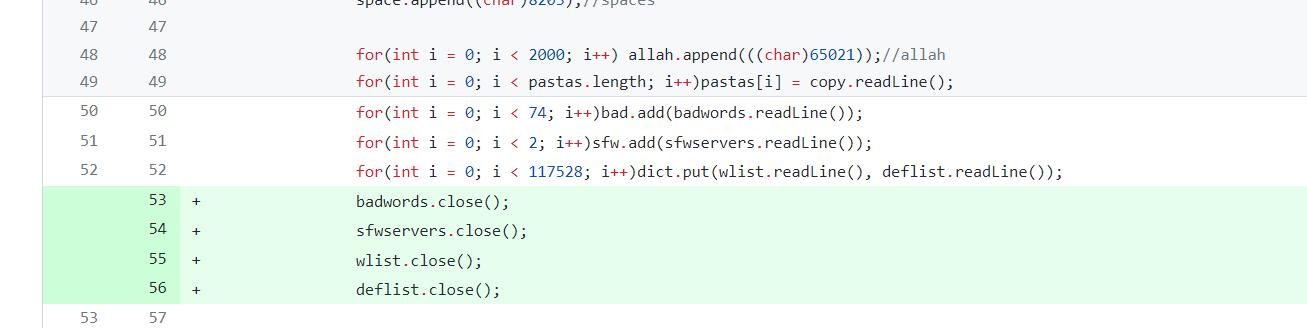 46 46 space.append((char)8205);//spaces
47 47
48 48 for(int i = 0; i < 2000; i++) allah.append(((char)65021));//allah
49 49 for(int i = 0; i < pastas.length; i++)pastas[i] = copy.readLine();
50 50 for(int i = 0; i < 74; i++)bad.add(badwords.readLine());
51 51 for(int i = 0; i < 2; i++)sfw.add(sfwservers.readLine());
52 52 for(int i = 0; i < 117528; i++)dict.put(wlist.readLine(), deflist.readLine());
53 + badwords.close();
54 + sfwservers.close();
55 + wlist.close();
56 + deflist.close();
53 57